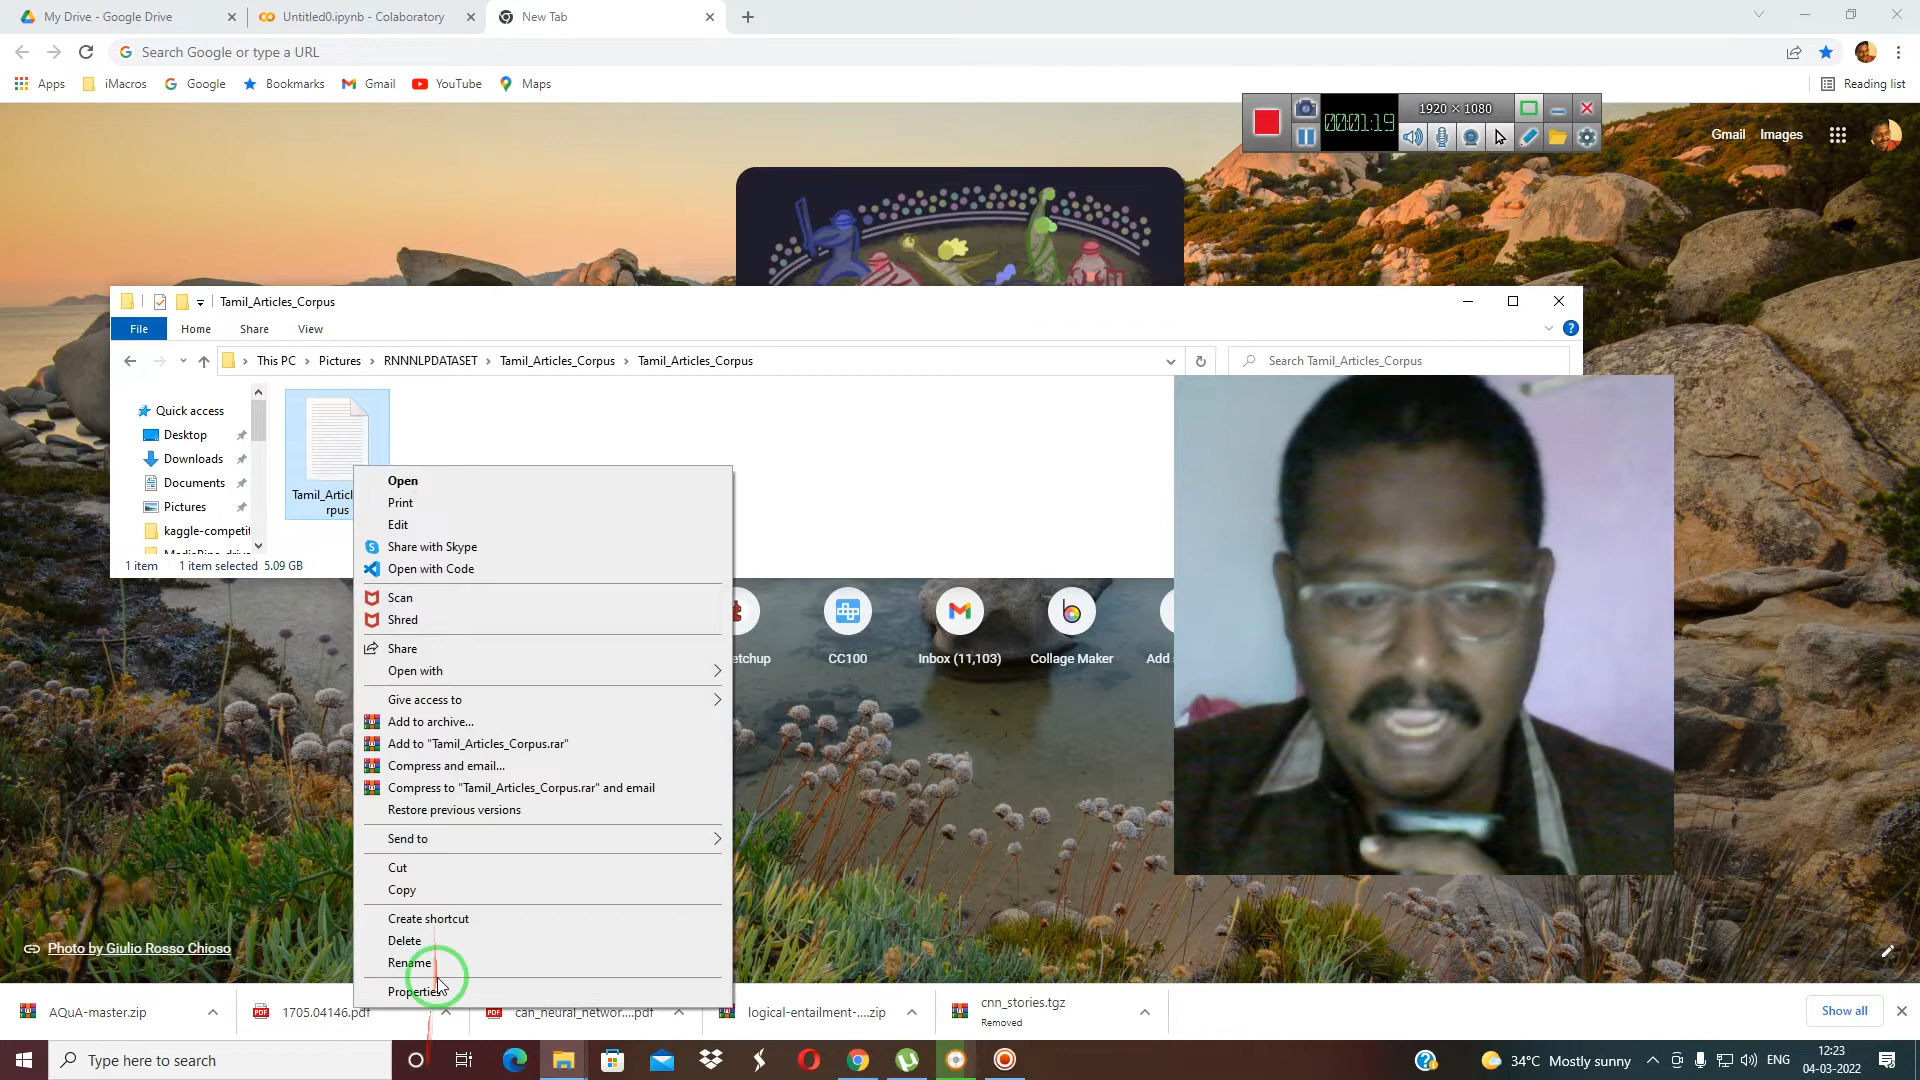 My Drive - Google Drive
Untitled0.ipynb - Colaboratory
New Tab
Search Google or type a URL
Apps
iMacros
Google
Bookmarks
Gmail
YouTube
Maps
Reading list
1920 × 1080
00:01:19
Gmail
Images
Tamil_Articles_Corpus
File
Home
Share
View
This PC
Pictures
RNNNLPDATASET
Tamil_Articles_Corpus
Tamil_Articles_Corpus
Search Tamil_Articles_Corpus
Quick access
Desktop
Downloads
Documents
Pictures
kaggle-competit
1 item
1 item selected 5.09 GB
Tamil_Articl
rpus
Open
Print
Edit
Share with Skype
Open with Code
Scan
Shred
Share
Open with
Give access to
Add to archive...
Add to "Tamil_Articles_Corpus.rar"
Compress and email...
Compress to "Tamil_Articles_Corpus.rar" and email
Restore previous versions
Send to
Cut
Copy
Create shortcut
Delete
Rename
Properties
etchup
CC100
Inbox (11,103)
Collage Maker
Add
Photo by Giulio Rosso Chioso
AQuA-master.zip
1705.04146.pdf
can_neural_networ....pdf
logical-entailment-....zip
cnn_stories.tgz
Removed
Show all
Type here to search
34°C Mostly sunny
ENG
12:23
04-03-2022